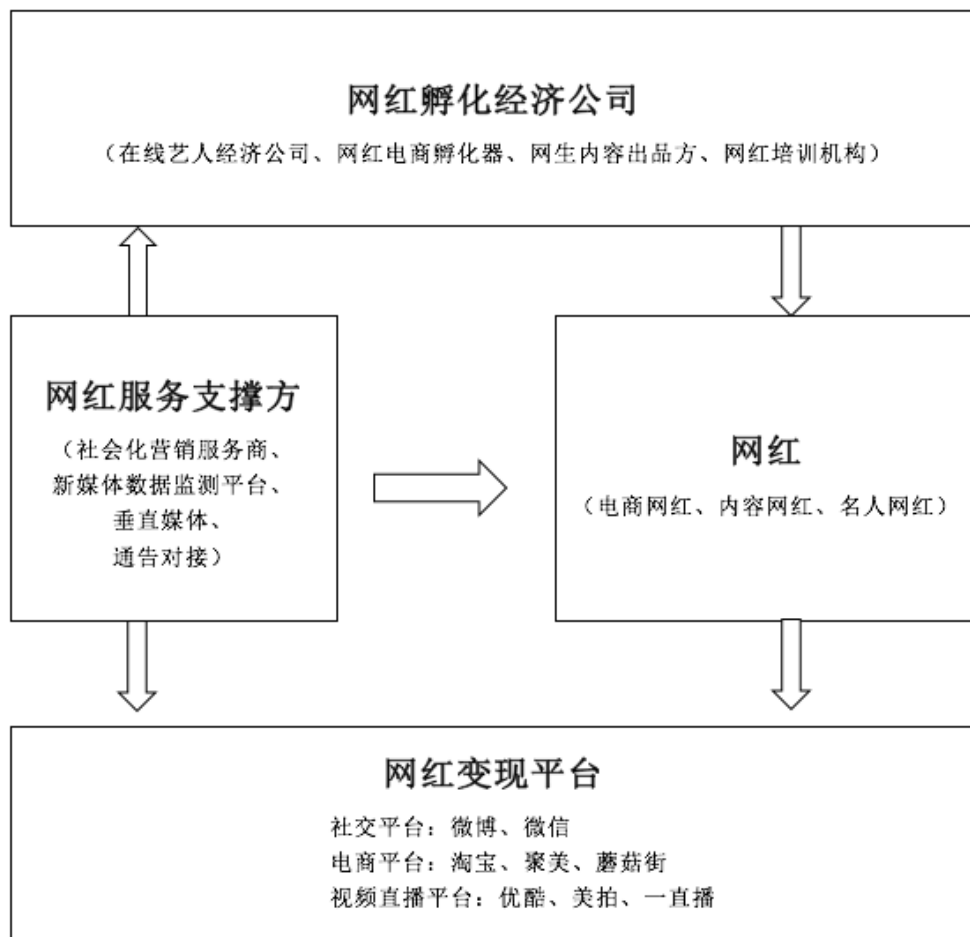 网红孵化经济公司
（在线艺人经济公司、网红电商孵化器、网生内容出品方、网红培训机构）
网红服务支撑方
（社会化营销服务商、
新媒体数据监测平台、
垂直媒体、
通告对接）
网红
（电商网红、内容网红、名人网红）
网红变现平台
社交平台：微博、微信
电商平台：淘宝、聚美、蘑菇街
视频直播平台：优酷、美拍、一直播